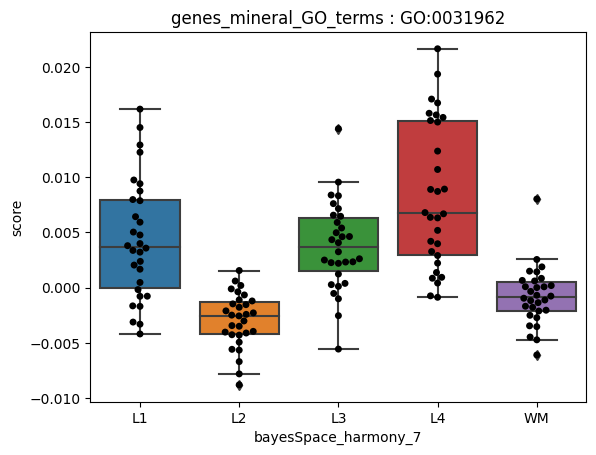 genes_mineral_GO_terms : GO:0031962
0.020
0.015
0.010
0.005
0.000
−0.005
−0.010
score
L1 L2 L3 L4 WM
bayesSpace_harmony_7